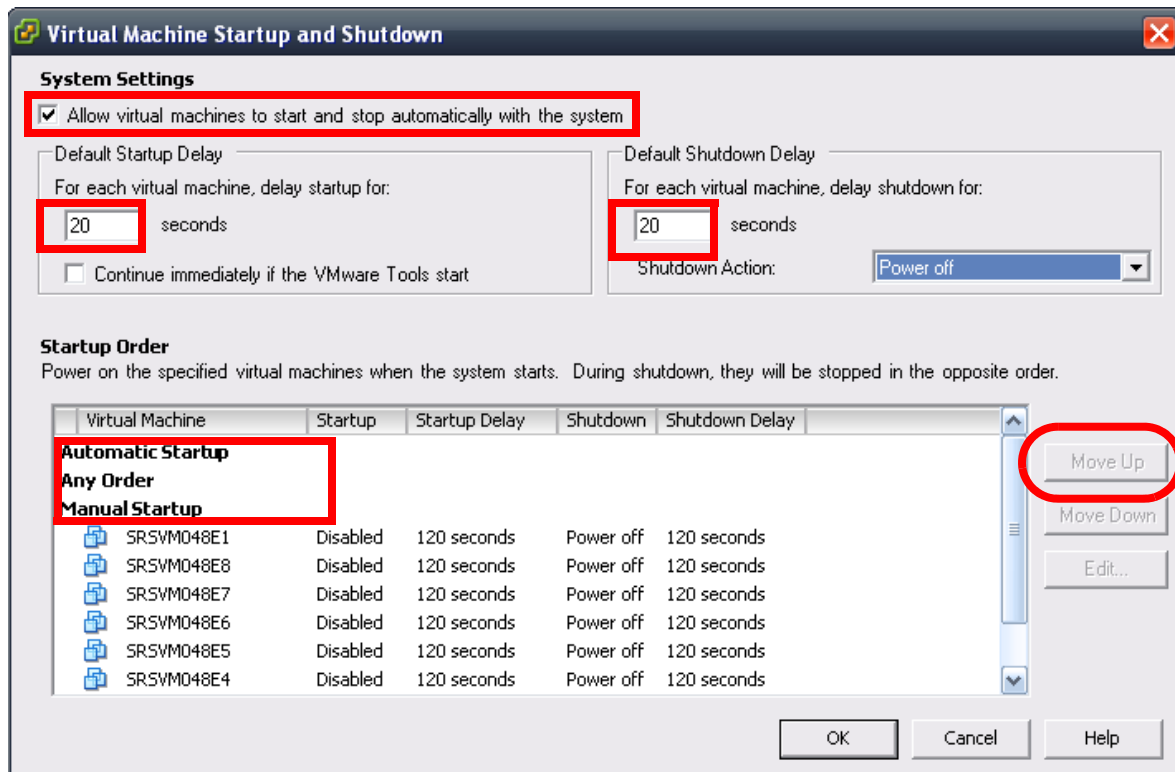 Virtual Machine Startup and Shutdown
System Settings
Allow virtual machines to start and stop automatically with the system
Default Startup Delay
For each virtual machine, delay startup for:
20 seconds
Continue immediately if the VMware Tools start
Default Shutdown Delay
For each virtual machine, delay shutdown for:
20 seconds
Shutdown Action: Power off
Startup Order
Power on the specified virtual machines when the system starts. During shutdown, they will be stopped in the opposite order.
Virtual Machine Startup Startup Delay Shutdown Shutdown Delay
Automatic Startup
Any Order
Manual Startup
SRSVM048E1 Disabled 120 seconds Power off 120 seconds
SRSVM048E8 Disabled 120 seconds Power off 120 seconds
SRSVM048E7 Disabled 120 seconds Power off 120 seconds
SRSVM048E6 Disabled 120 seconds Power off 120 seconds
SRSVM048E5 Disabled 120 seconds Power off 120 seconds
SRSVM048E4 Disabled 120 seconds Power off 120 seconds
Move Up
Move Down
Edit...
OK Cancel Help